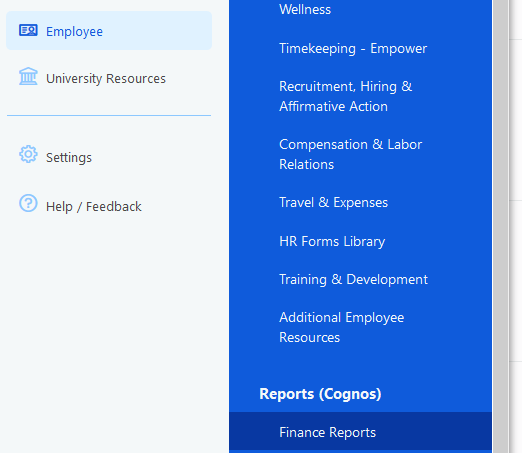 Employee
University Resources
Settings
Help / Feedback
Wellness
Timekeeping - Empower
Recruitment, Hiring &
Affirmative Action
Compensation & Labor
Relations
Travel & Expenses
HR Forms Library
Training & Development
Additional Employee
Resources
Reports (Cognos)
Finance Reports